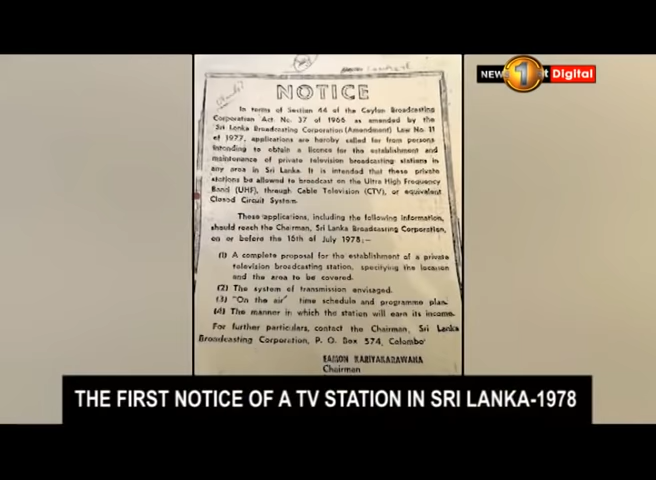 NEWS 1st Digital
NOTICE
In terms of Section 44 of the Ceylon Broadcasting
Corporation Act. No. 37 of 1966 as amended by the
Sri Lanka Broadcasting Corporation (Amendment) Law No. 11
of 1977, applications are hereby called for from persons
intending to obtain a licence for the establishment and
maintenance of private television broadcasting stations in
any area in Sri Lanka. It is intended that these private
stations be allowed to broadcast on the Ultra High Frequency
Band (UHF), through Cable Television (CTV), or equivalent
Closed Circuit System.
These applications, including the following information,
should reach the Chairman, Sri Lanka Broadcasting Corporation,
on or before the 15th of July 1978:—
(1) A complete proposal for the establishment of a private
television broadcasting station, specifying the location
and the area to be covered.
(2) The system of transmission envisaged.
(3) "On the air" time schedule and programme plan.
(4) The manner in which the station will earn its income.
For further particulars, contact the Chairman, Sri Lanka
Broadcasting Corporation, P. O. Box 574, Colombo
EAMON KARIYAKARAWANA
Chairman
THE FIRST NOTICE OF A TV STATION IN SRI LANKA-1978